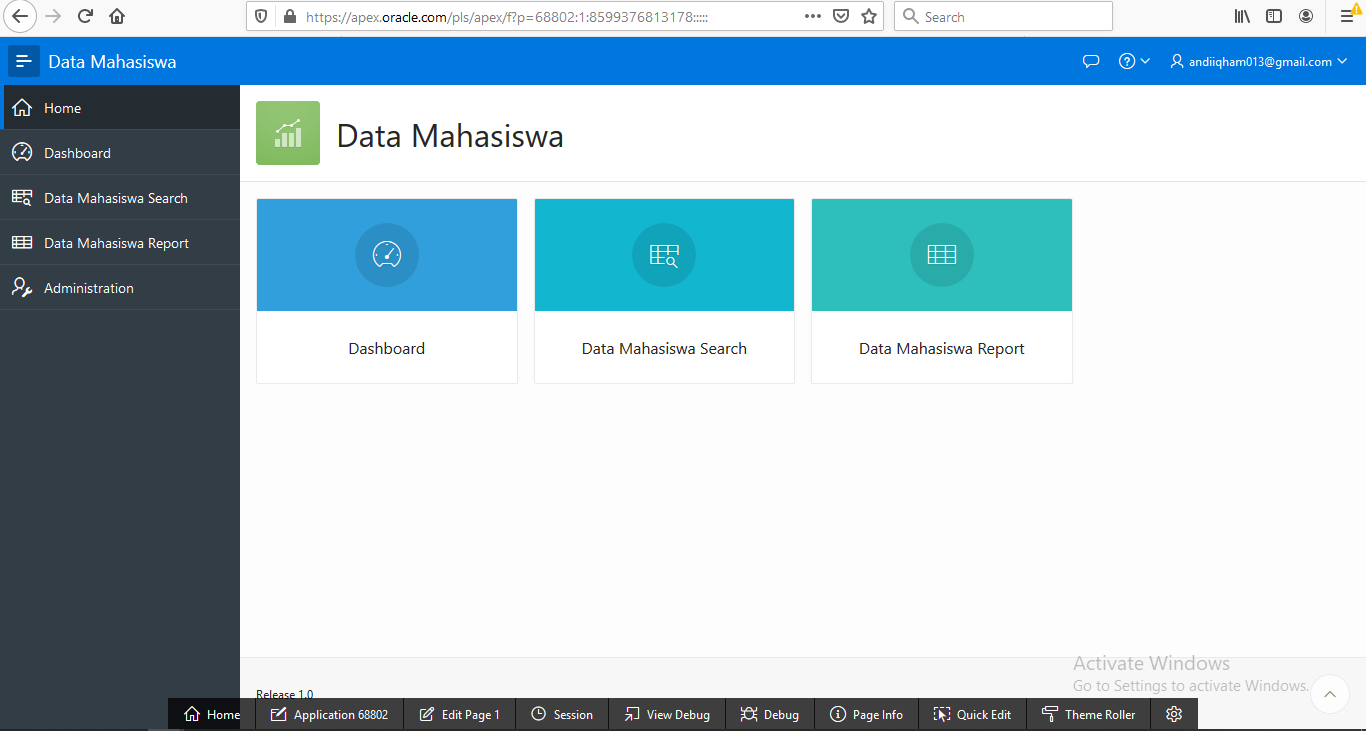 https://apex.oracle.com/pls/apex/f?p=68802:1:8599376813178:::::
Search
Data Mahasiswa
andiiqham013@gmail.com
Home
Dashboard
Data Mahasiswa Search
Data Mahasiswa Report
Administration
Data Mahasiswa
Dashboard
Data Mahasiswa Search
Data Mahasiswa Report
Activate Windows
Go to Settings to activate Windows.
Release 1.0
Home
Application 68802
Edit Page 1
Session
View Debug
Debug
Page Info
Quick Edit
Theme Roller